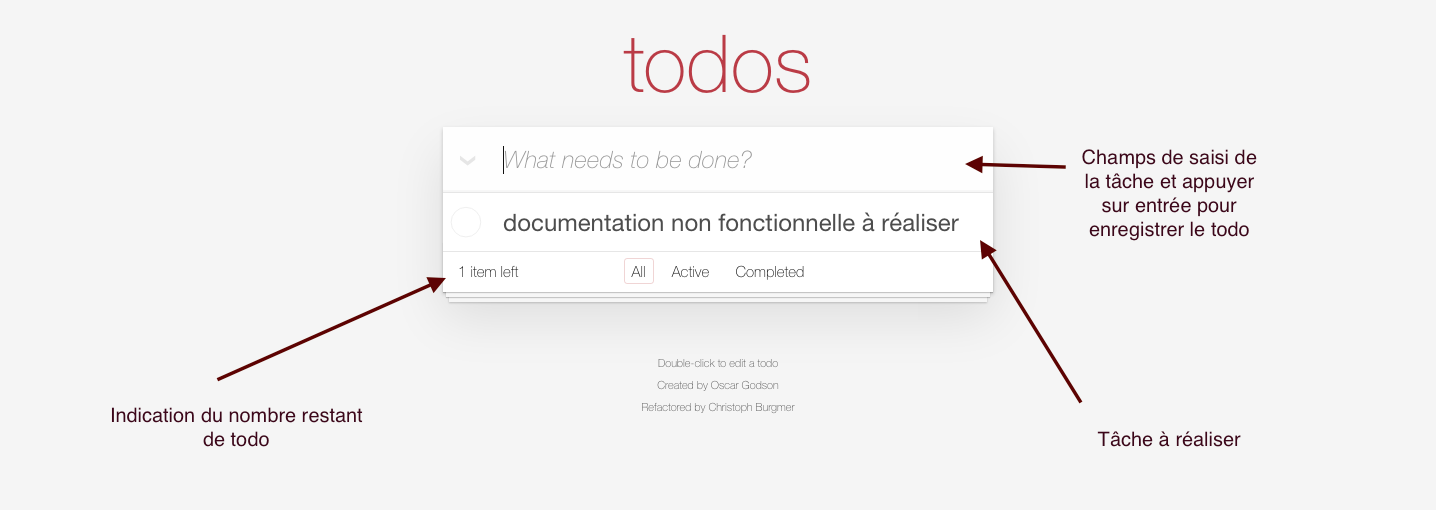 todos
What needs to be done?
documentation non fonctionnelle à réaliser
1 item left
All
Active
Completed
Double-click to edit a todo
Created by Oscar Godson
Refactored by Christoph Burgmer
Champs de saisi de
la tâche et appuyer
sur entrée pour
enregistrer le todo
Indication du nombre restant
de todo
Tâche à réaliser